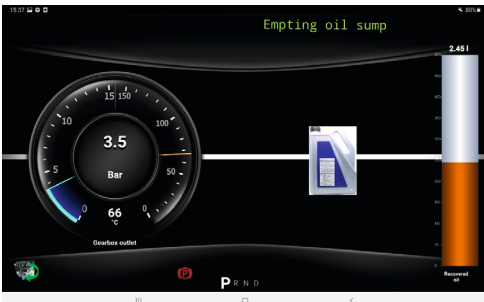 15:37
80%
Empting oil sump
2.45 l
15 150
10
100
3.5
Bar
5
50
0
66
0
°C
Gearbox outlet
P
P R N D
Recovered
oil